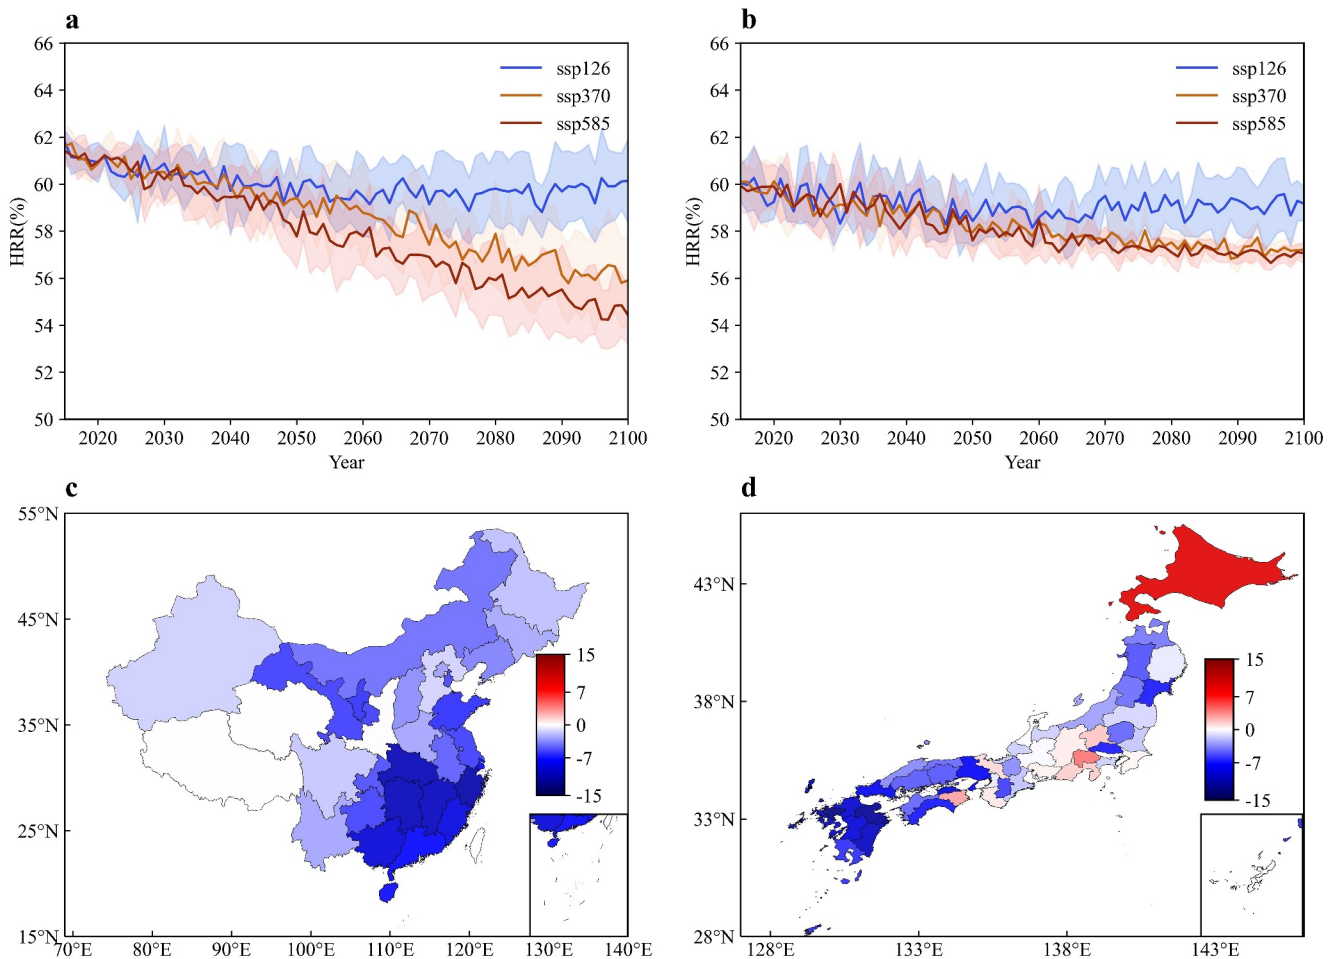 a
66
64
62
60
58
56
54
52
50
HRR(%)
ssp126
ssp370
ssp585
2020 2030 2040 2050 2060 2070 2080 2090 2100
Year
b
66
64
62
60
58
56
54
52
50
HRR(%)
ssp126
ssp370
ssp585
2020 2030 2040 2050 2060 2070 2080 2090 2100
Year
c
55°N
45°N
35°N
25°N
15°N
15
7
0
-7
-15
70°E 80°E 90°E 100°E 110°E 120°E 130°E 140°E
d
43°N
38°N
33°N
28°N
15
7
0
-7
-15
128°E 133°E 138°E 143°E